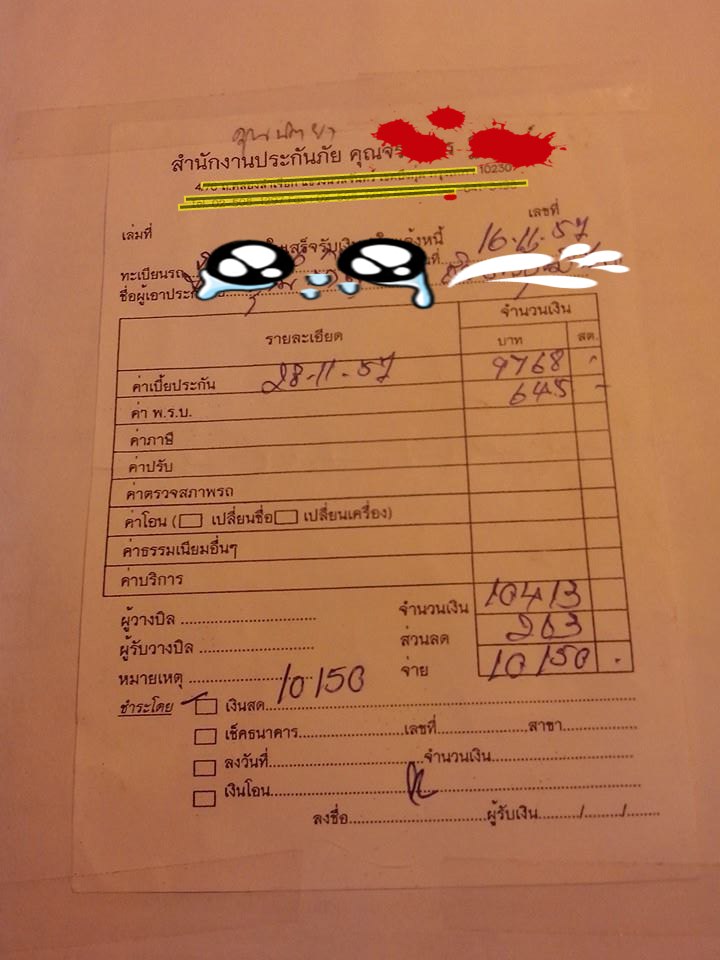 สำนักงานประกันภัย คุณจิ
10230
เล่มที่
เลขที่
ใบเสร็จรับเงิน
16.11.57
ทะเบียนรถ
ชื่อผู้เอาประกัน
รายละเอียด จำนวนเงิน
บาท สต.
ค่าเบี้ยประกัน 28-11-57 9768 -
ค่า พ.ร.บ. 645 -
ค่าภาษี
ค่าปรับ
ค่าตรวจสภาพรถ
ค่าโอน ( เปลี่ยนชื่อ เปลี่ยนเครื่อง)
ค่าธรรมเนียมอื่นๆ
ค่าบริการ
ผู้วางบิล .......... จำนวนเงิน 10413
ผู้รับวางบิล .......... ส่วนลด 263
หมายเหตุ .......... 10150 จ่าย 10150 .
ชำระโดย เงินสด..........
เช็คธนาคาร..........เลขที่..........สาขา..........
ลงวันที่..........จำนวนเงิน..........
เงินโอน..........
ลงชื่อ..........ผู้รับเงิน........../........./.........